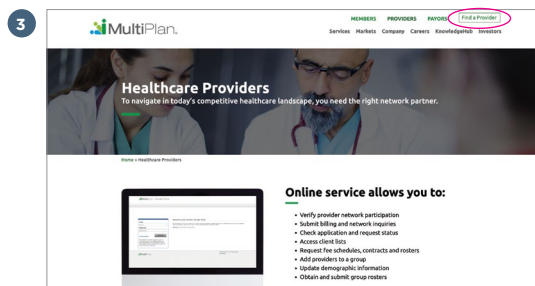 3
MultiPlan.
MEMBERS PROVIDERS PAYORS Find a Provider
Services Markets Company Careers KnowledgeHub Investors
Healthcare Providers
To navigate in today's competitive healthcare landscape, you need the right network partner.
Home » Healthcare Providers
Online service allows you to:
• Verify provider network participation
• Submit billing and network inquiries
• Check application and request status
• Access client lists
• Request fee schedules, contracts and rosters
• Add providers to a group
• Update demographic information
• Obtain and submit group rosters